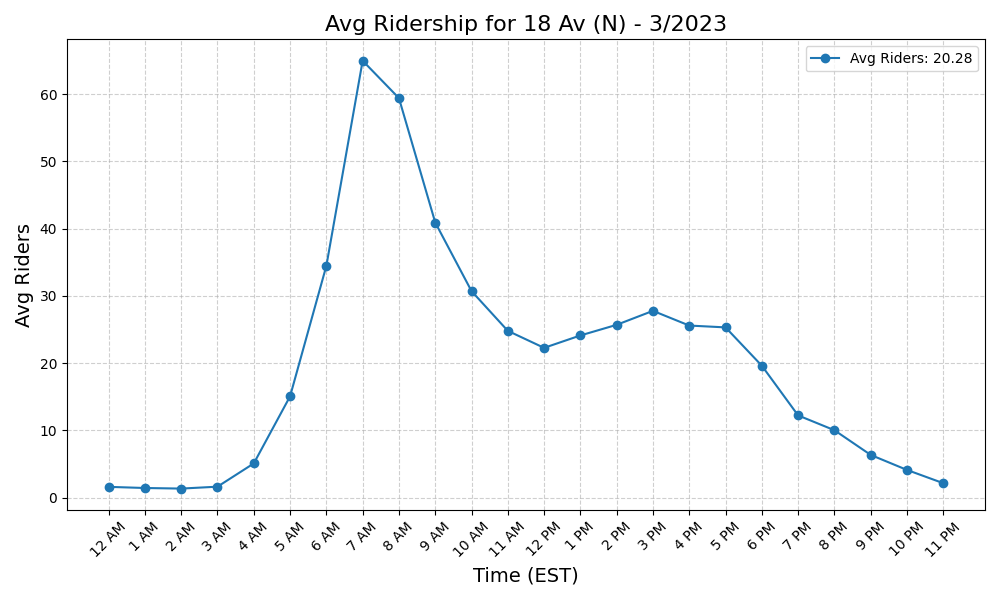 Avg Ridership for 18 Av (N) - 3/2023
Avg Riders: 20.28
Avg Riders
60
50
40
30
20
10
0
12 AM
1 AM
2 AM
3 AM
4 AM
5 AM
6 AM
7 AM
8 AM
9 AM
10 AM
11 AM
12 PM
1 PM
2 PM
3 PM
4 PM
5 PM
6 PM
7 PM
8 PM
9 PM
10 PM
11 PM
Time (EST)